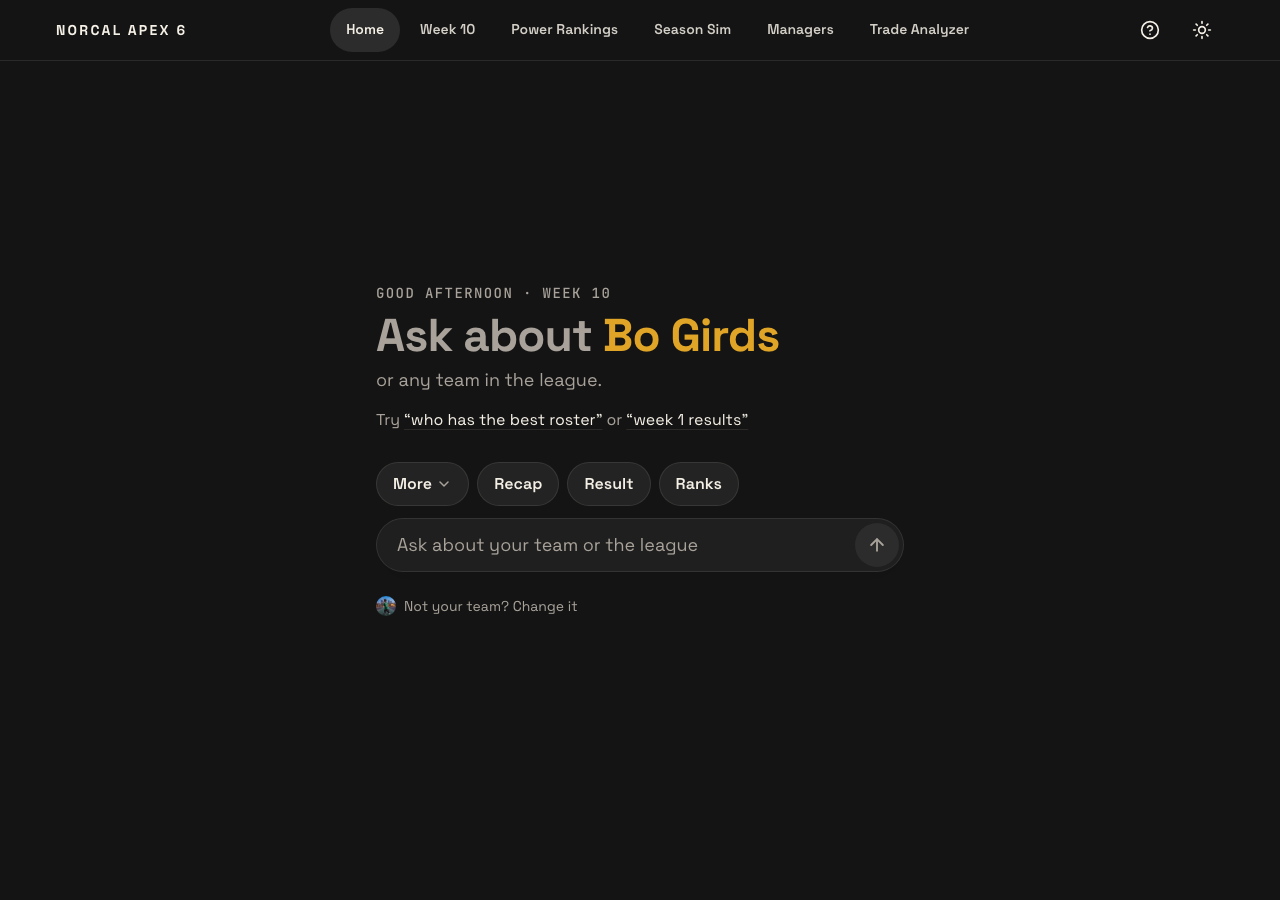 NORCAL APEX 6
Home Week 10 Power Rankings Season Sim Managers Trade Analyzer
GOOD AFTERNOON · WEEK 10
Ask about Bo Girds
or any team in the league.
Try “who has the best roster” or “week 1 results”
More Recap Result Ranks
Ask about your team or the league
Not your team? Change it